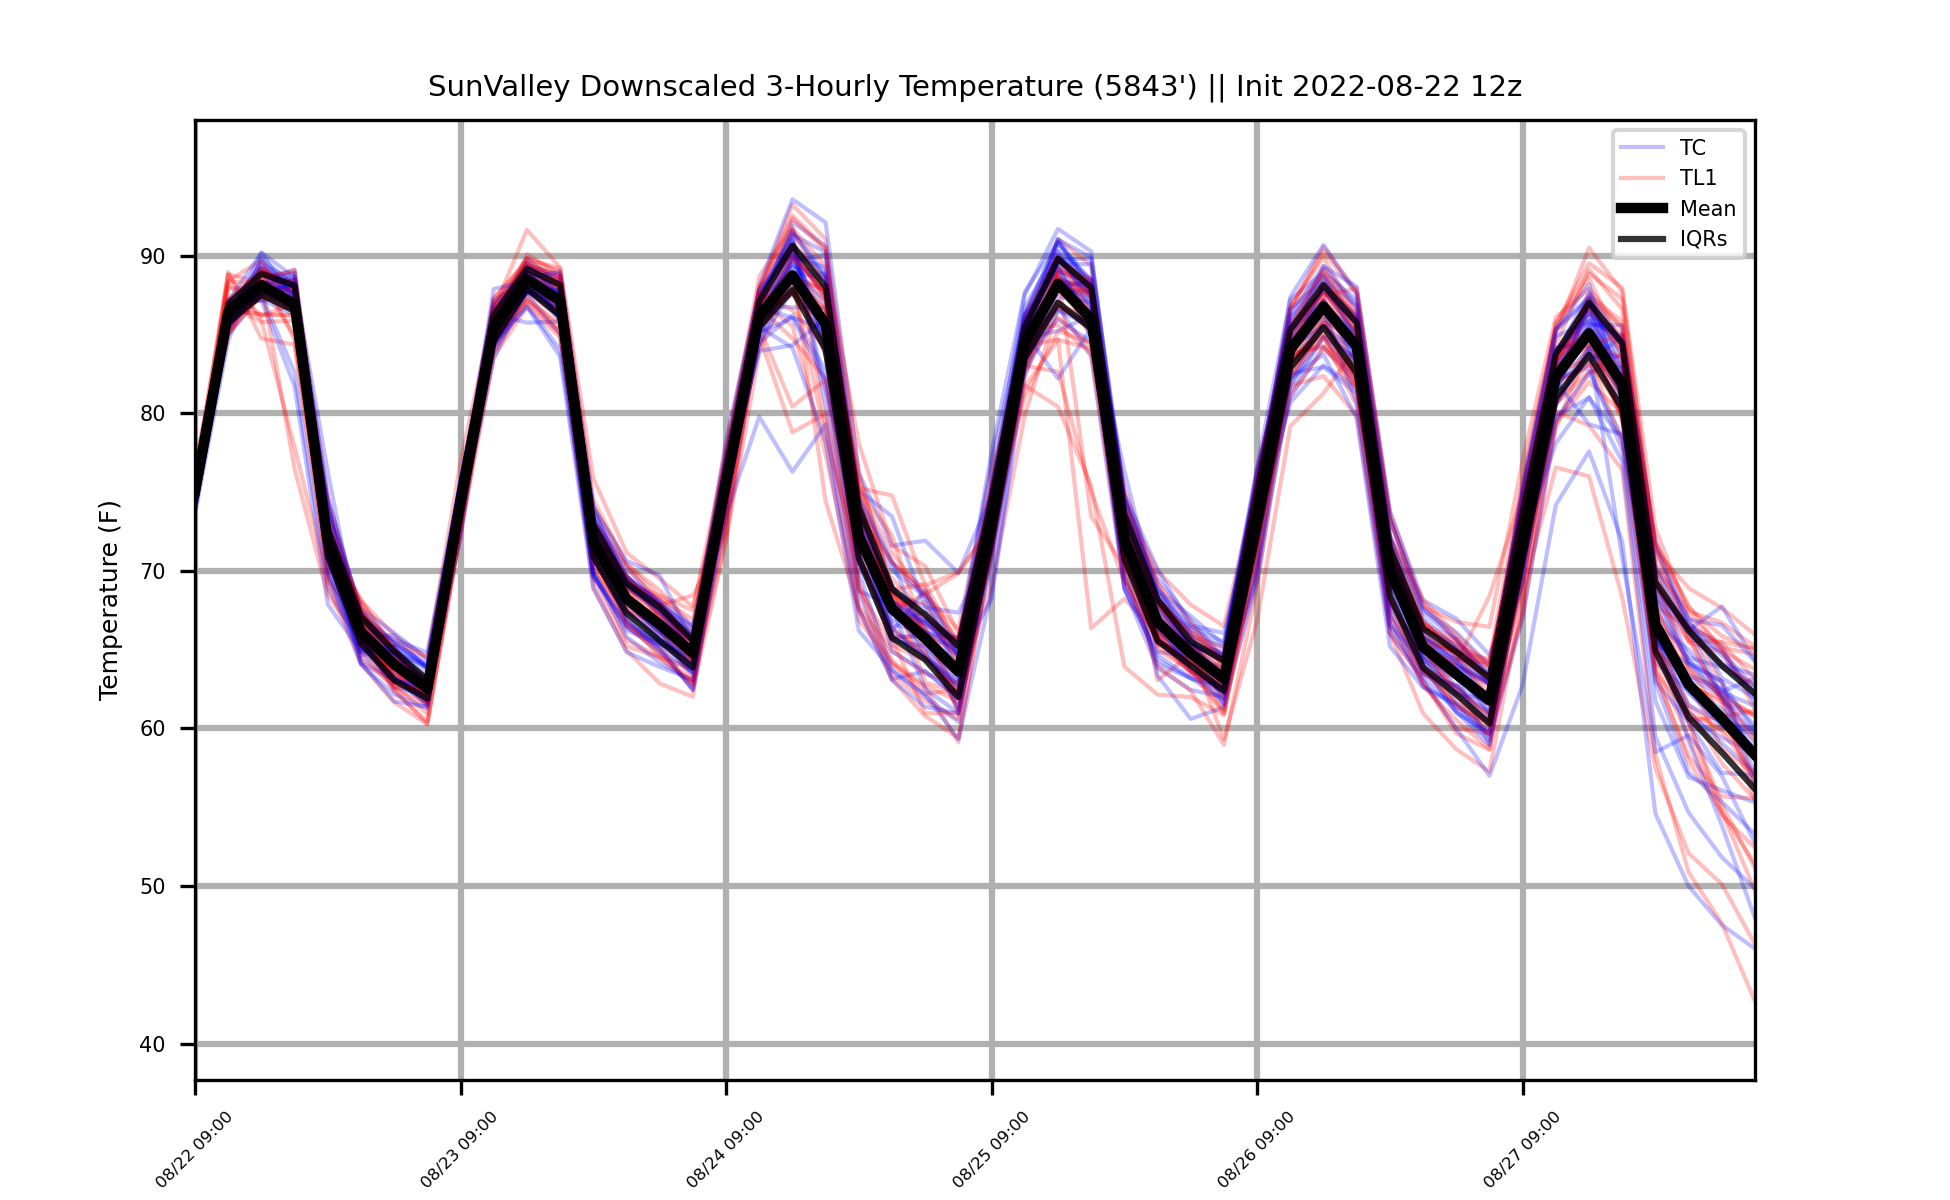 SunValley Downscaled 3-Hourly Temperature (5843') || Init 2022-08-22 12z
TC
TL1
Mean
IQRs
Temperature (F)
90
80
70
60
50
40
08/22 09:00
08/23 09:00
08/24 09:00
08/25 09:00
08/26 09:00
08/27 09:00